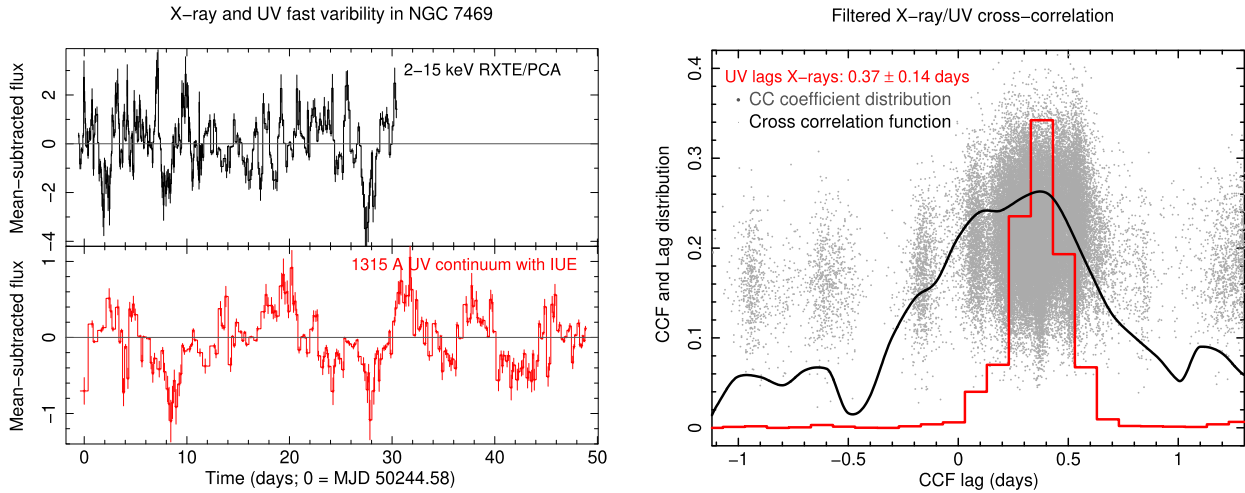 X−ray and UV fast varibility in NGC 7469
Mean−subtracted flux
2
0
−2
−4
2−15 keV RXTE/PCA
Mean−subtracted flux
1
0
−1
1315 A UV continuum with IUE
0 10 20 30 40 50
Time (days; 0 = MJD 50244.58)
Filtered X−ray/UV cross−correlation
CCF and Lag distribution
0.4
0.3
0.2
0.1
0
UV lags X−rays: 0.37 ± 0.14 days
CC coefficient distribution
Cross correlation function
−1 −0.5 0 0.5 1
CCF lag (days)